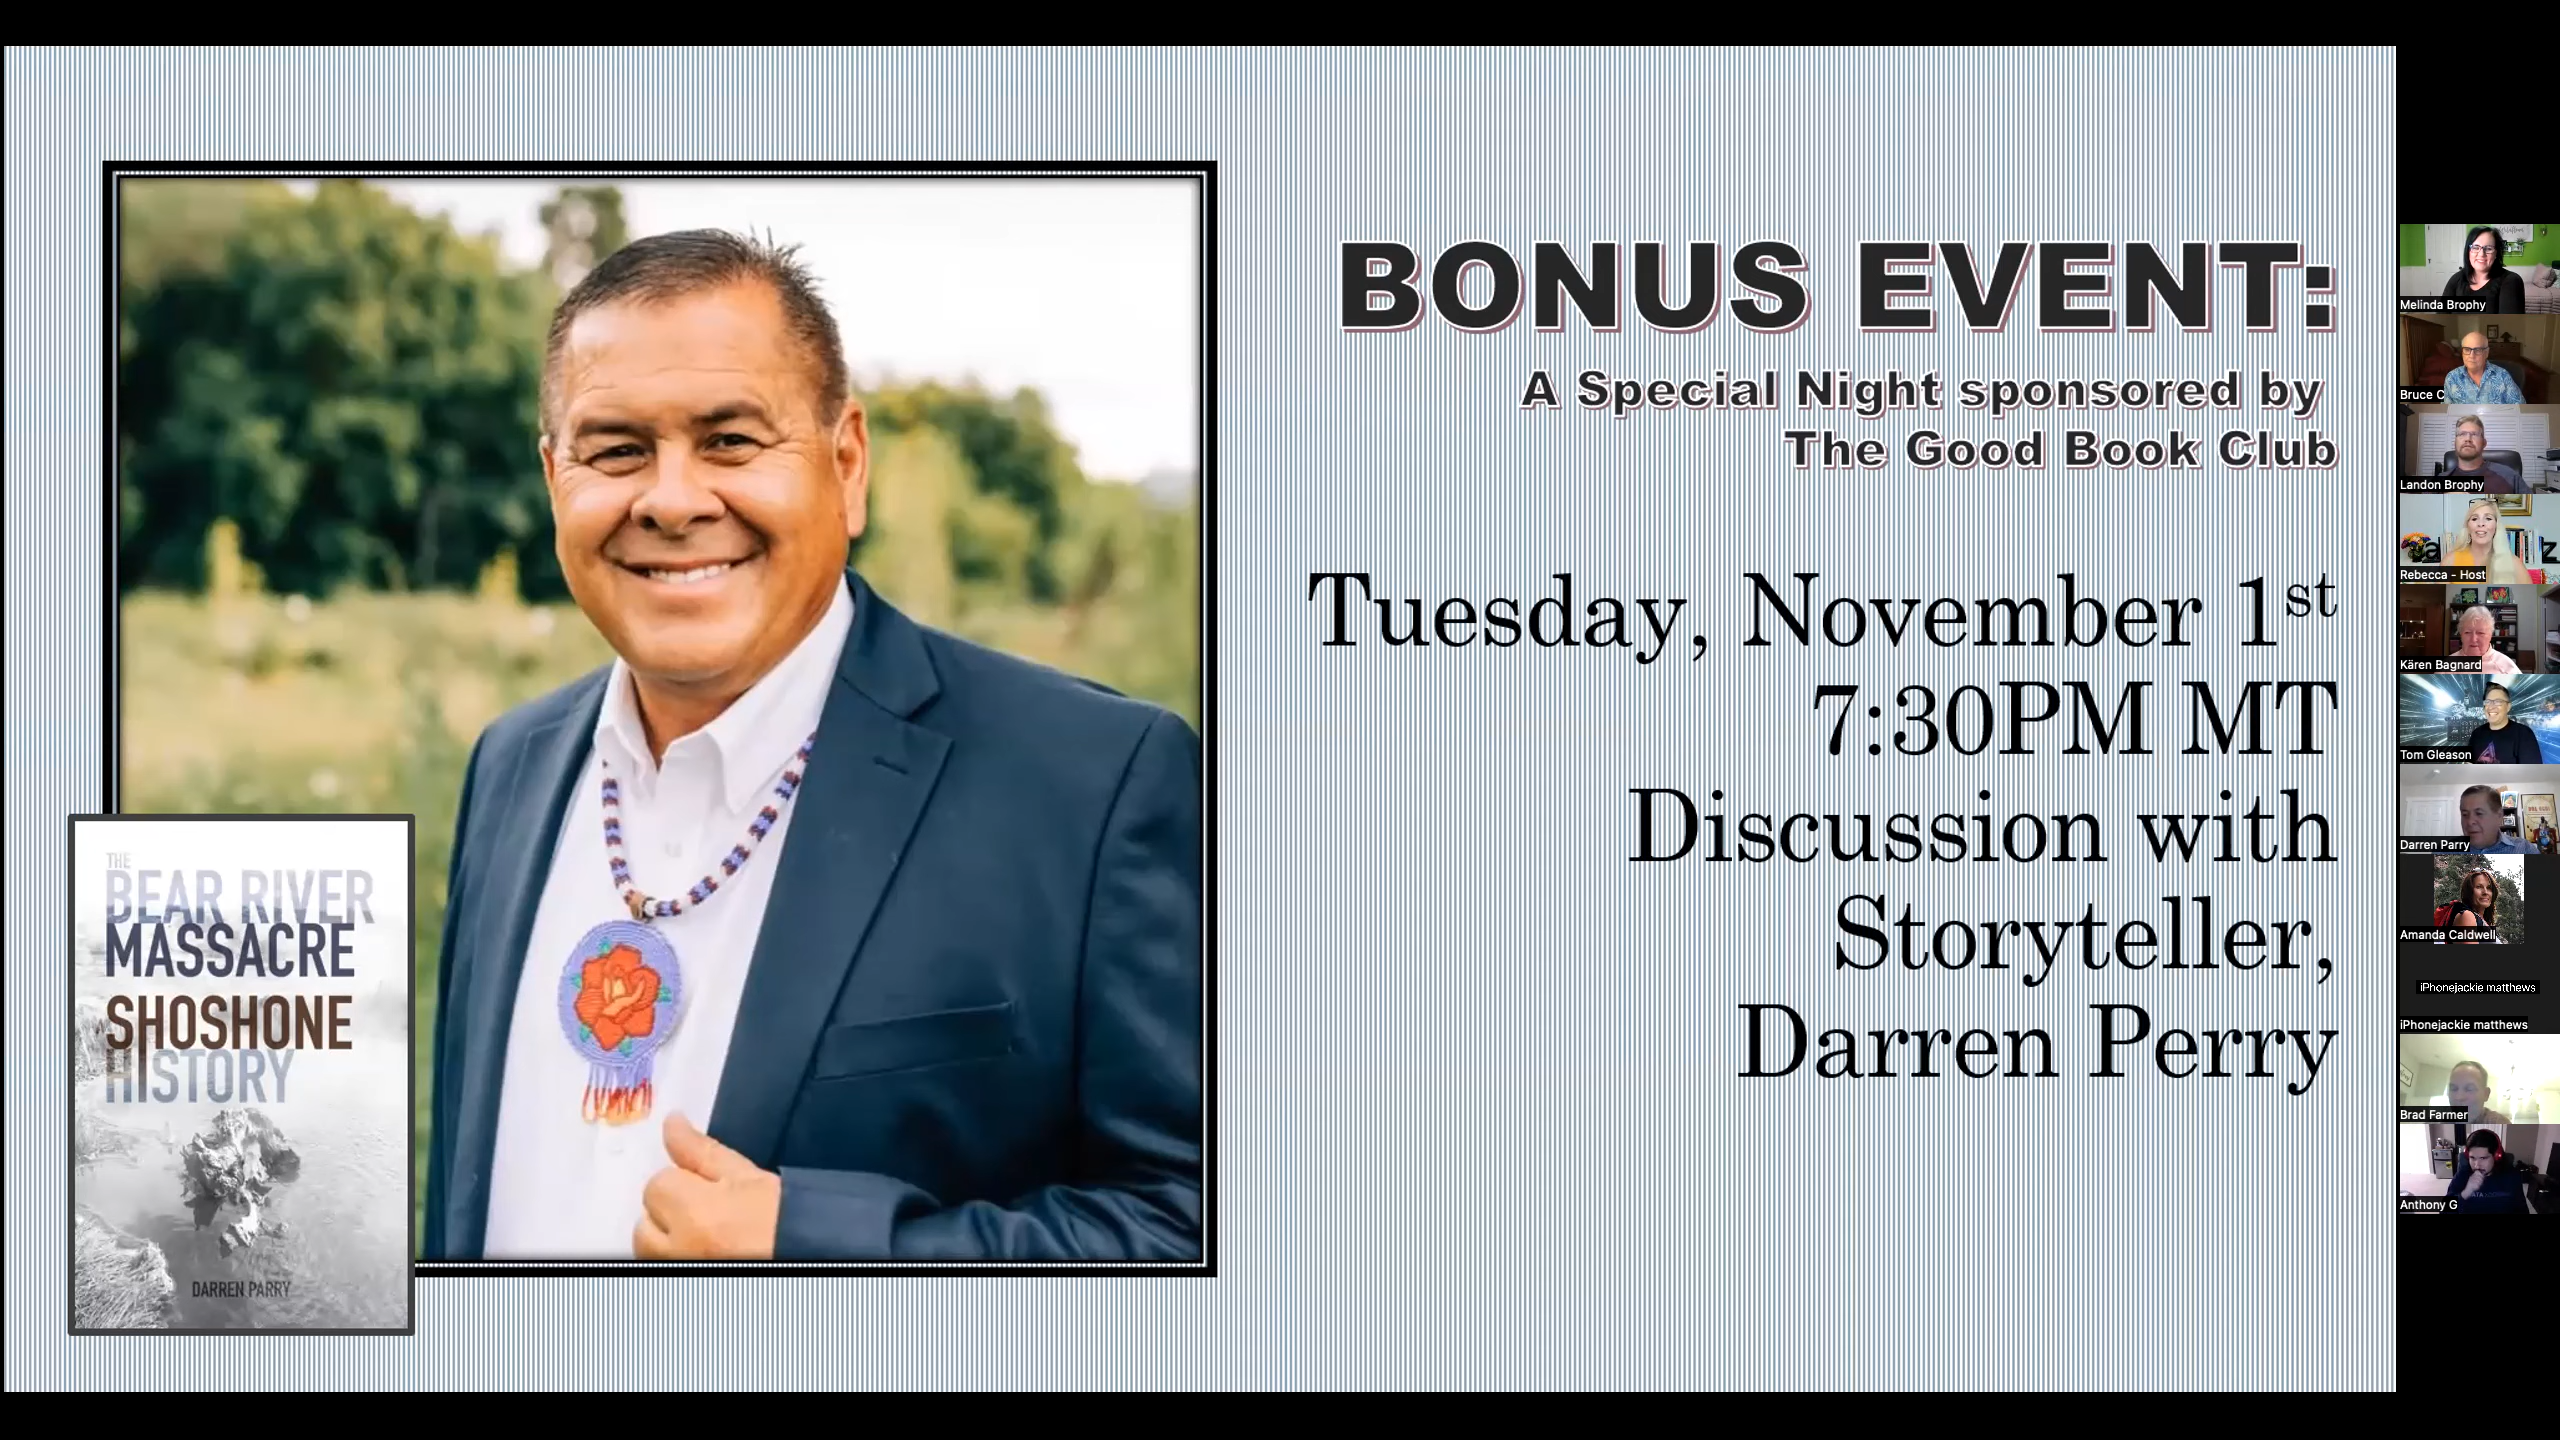 BONUS EVENT:
A Special Night sponsored by
The Good Book Club
Tuesday, November 1st
7:30PM MT
Discussion with
Storyteller,
Darren Perry
THE
BEAR RIVER
MASSACRE
SHOSHONE
HISTORY
DARREN PARRY
Melinda Brophy
Bruce C
Landon Brophy
Rebecca - Host
Kären Bagnard
Tom Gleason
Darren Parry
Amanda Caldwell
iPhonejackie matthews
iPhonejackie matthews
Brad Farmer
Anthony G